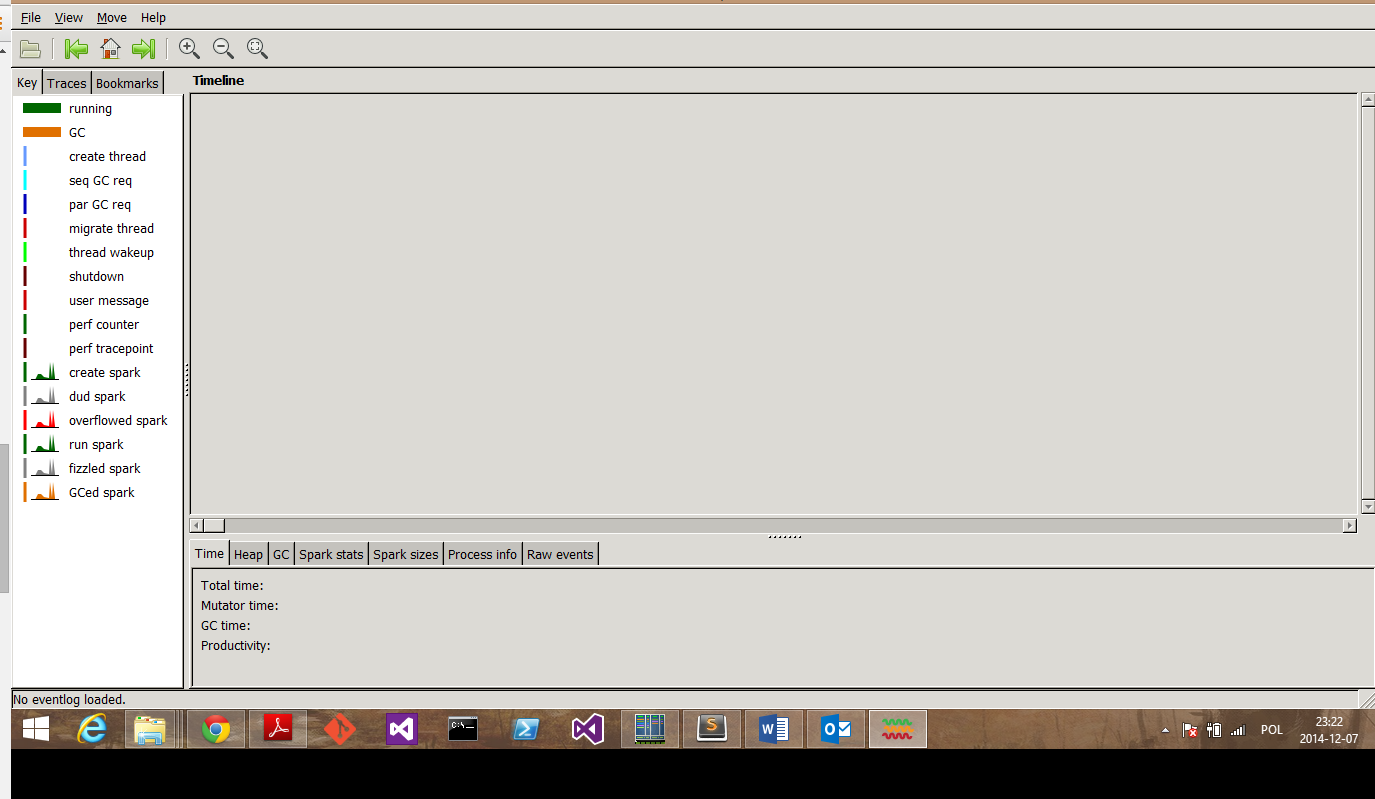 File View Move Help
Key Traces Bookmarks
Timeline
running
GC
create thread
seq GC req
par GC req
migrate thread
thread wakeup
shutdown
user message
perf counter
perf tracepoint
create spark
dud spark
overflowed spark
run spark
fizzled spark
GCed spark
Time Heap GC Spark stats Spark sizes Process info Raw events
Total time:
Mutator time:
GC time:
Productivity:
No eventlog loaded.
POL
23:22
2014-12-07